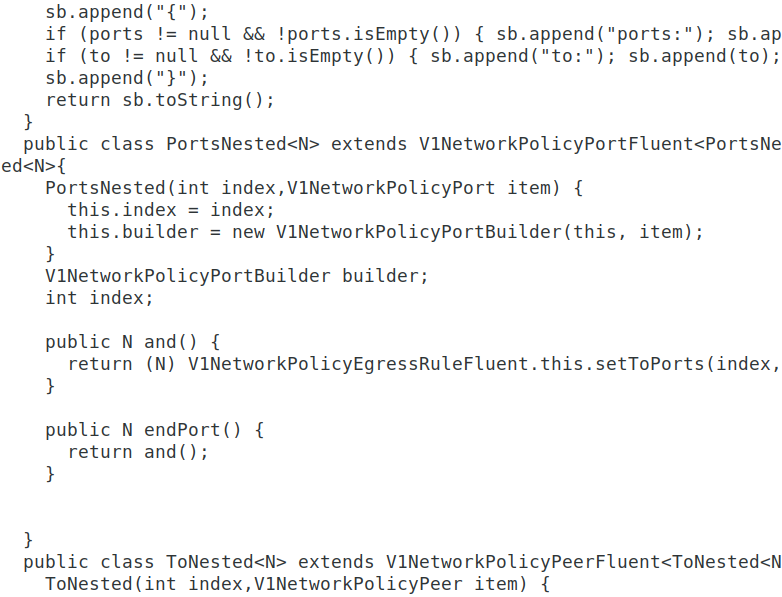 sb.append("{");
if (ports != null && !ports.isEmpty()) { sb.append("ports:"); sb.ap
if (to != null && !to.isEmpty()) { sb.append("to:"); sb.append(to);
sb.append("}");
return sb.toString();
}
public class PortsNested<N> extends V1NetworkPolicyPortFluent<PortsNe
ed<N>{
PortsNested(int index,V1NetworkPolicyPort item) {
this.index = index;
this.builder = new V1NetworkPolicyPortBuilder(this, item);
}
V1NetworkPolicyPortBuilder builder;
int index;
public N and() {
return (N) V1NetworkPolicyEgressRuleFluent.this.setToPorts(index,
}
public N endPort() {
return and();
}
}
public class ToNested<N> extends V1NetworkPolicyPeerFluent<ToNested<N
ToNested(int index,V1NetworkPolicyPeer item) {